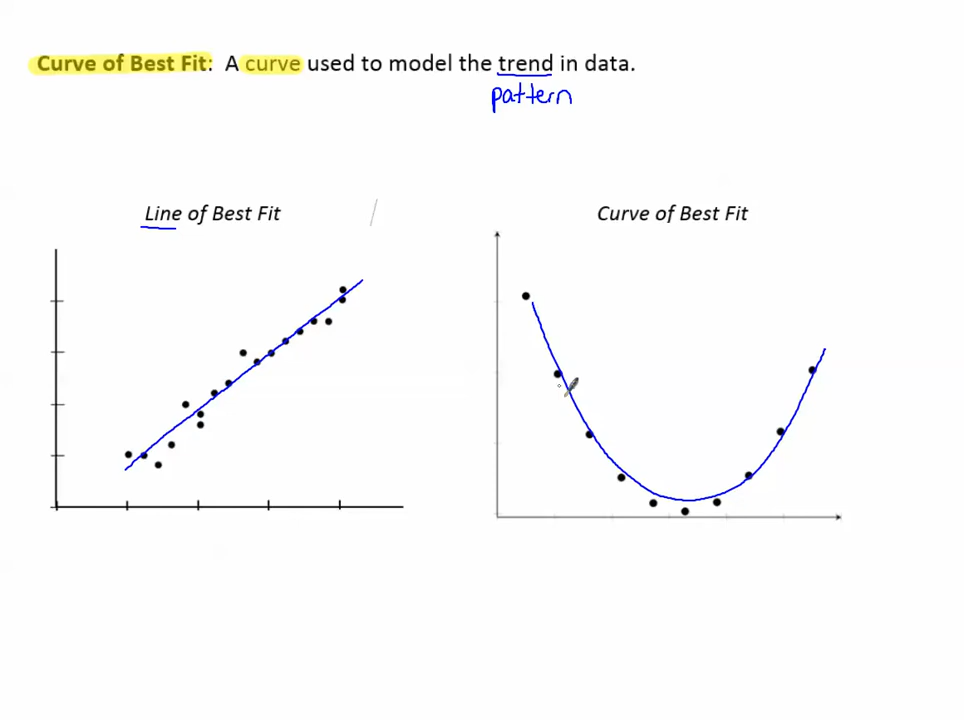 Curve of Best Fit: A curve used to model the trend in data.
pattern
Line of Best Fit
Curve of Best Fit